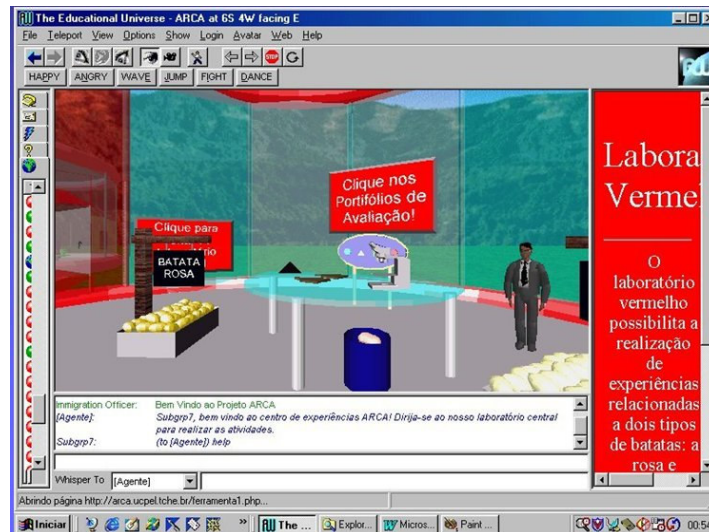 The Educational Universe - ARCA at 6S 4W facing E
File Teleport View Options Show Login Avatar Web Help
STOP
HAPPY ANGRY WAVE JUMP FIGHT DANCE
Clique nos
Portifólios de
Avaliação!
Clique para
BATATA
ROSA
Labora
Vermel
O
laboratório
vermelho
possibilita a
realização
de
experiências
relacionadas
a dois tipos
de batatas: a
rosa e
Immigration Officer: Bem Vindo ao Projeto ARCA
[Agente]: Subgrp7, bem vindo ao centro de experiências ARCA! Dirija-se ao nosso laboratório central
para realizar as atividades.
Subgrp7: (to [Agente]) help
Whisper To [Agente]
Abrindo página http://arca.ucpel.tche.br/ferramenta1.php...
Iniciar The ... Explor... Micros... Paint ... 00:54